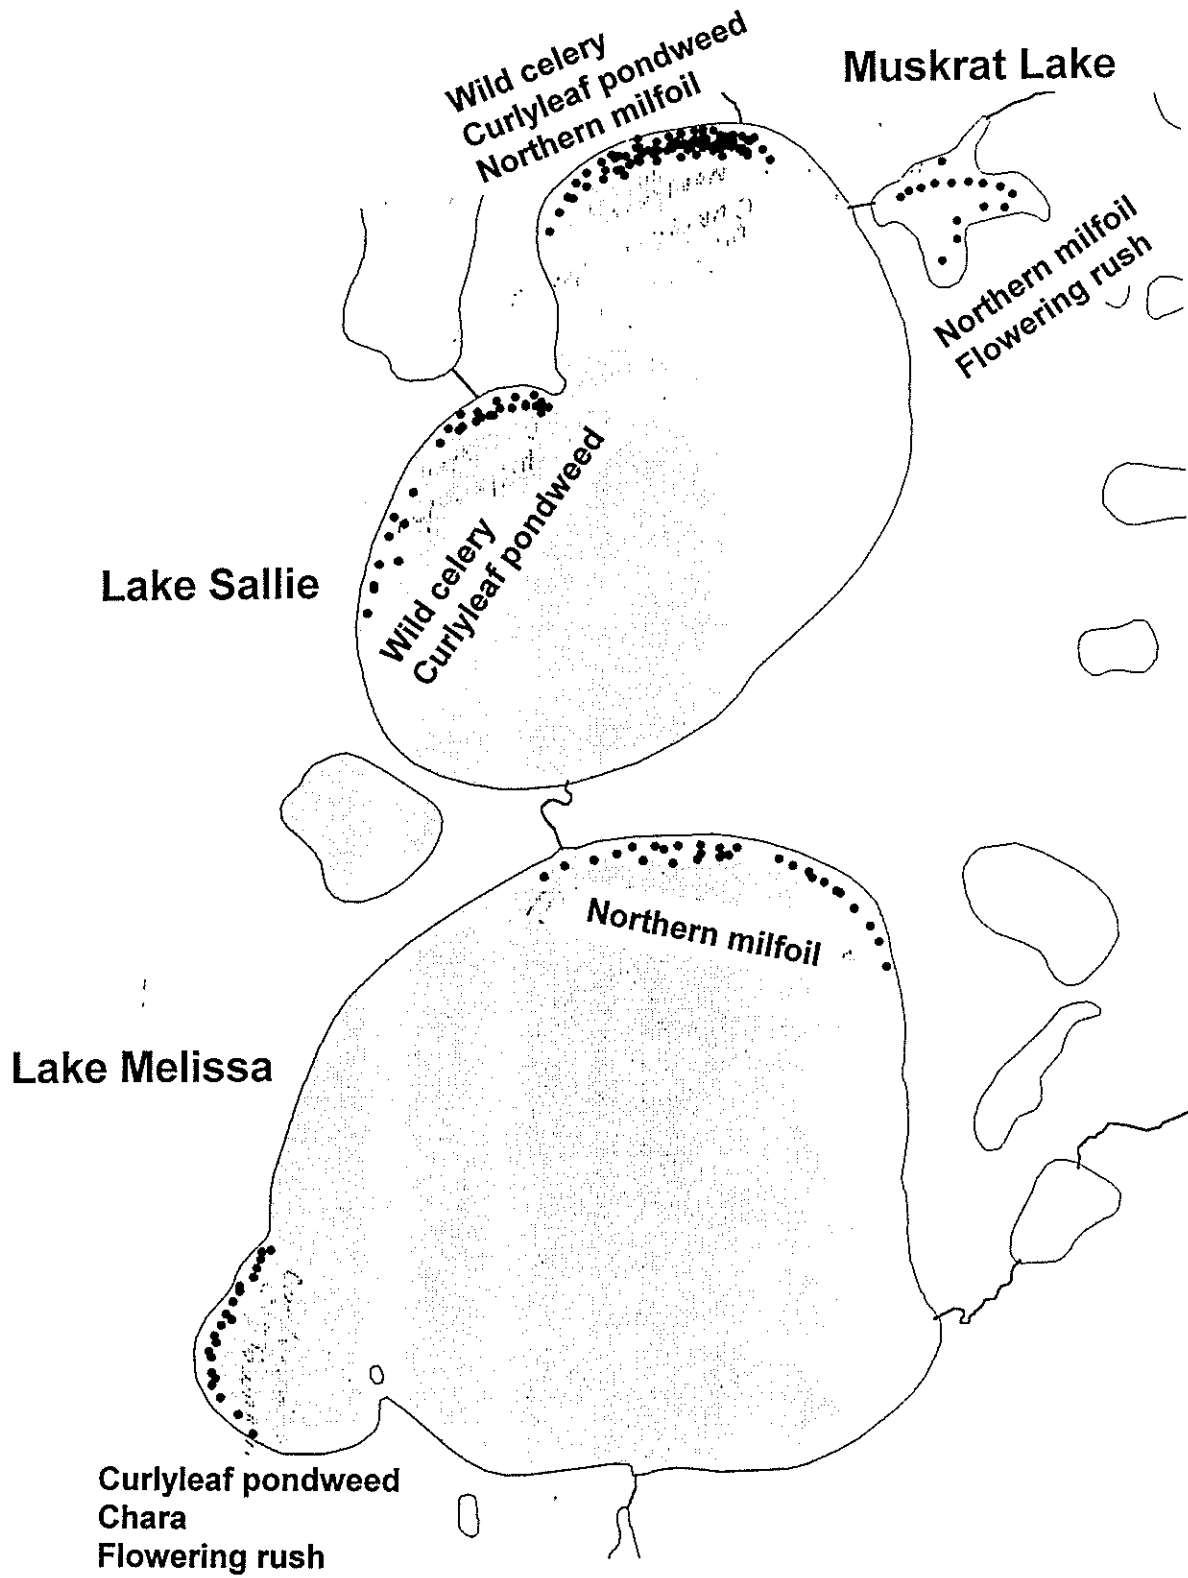 Wild celery
Curlyleaf pondweed
Northern milfoil
Muskrat Lake
Northern milfoil
Flowering rush
Lake Sallie
Wild celery
Curlyleaf pondweed
Northern milfoil
Lake Melissa
Curlyleaf pondweed
Chara
Flowering rush